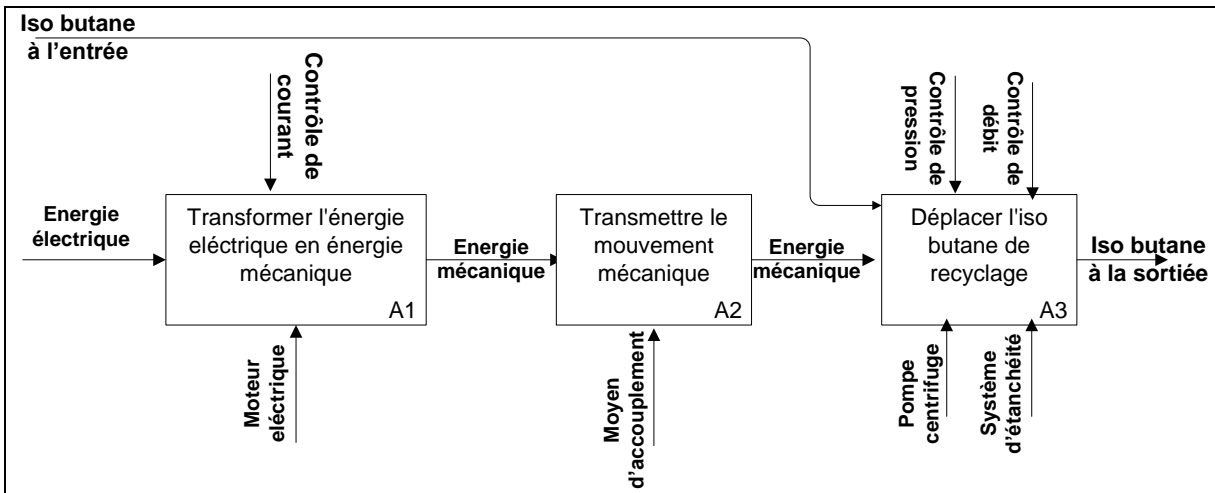 Iso butane
à l'entrée
Contrôle de
courant
Contrôle de
pression
Contrôle de
débit
Energie
électrique
Transformer l'énergie
eléctrique en énergie
mécanique
A1
Energie
mécanique
Transmettre le
mouvement
mécanique
A2
Energie
mécanique
Déplacer l'iso
butane de
recyclage
A3
Iso butane
à la sortiée
Moteur
eléctrique
Moyen
d'accouplement
Pompe
centrifuge
Système
d'étanchéité